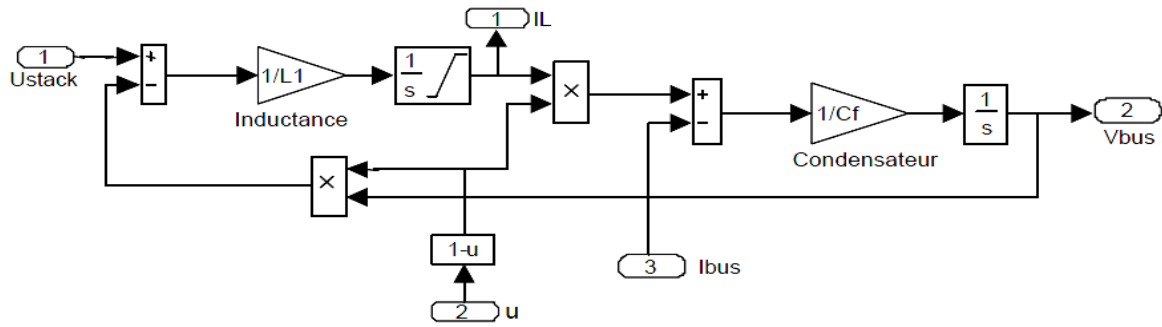 1 IL
1
Ustack
+
−
1/L1
Inductance
1
s
×
+
−
1/Cf
Condensateur
1
s
2
Vbus
×
1-u
2 u
3 Ibus